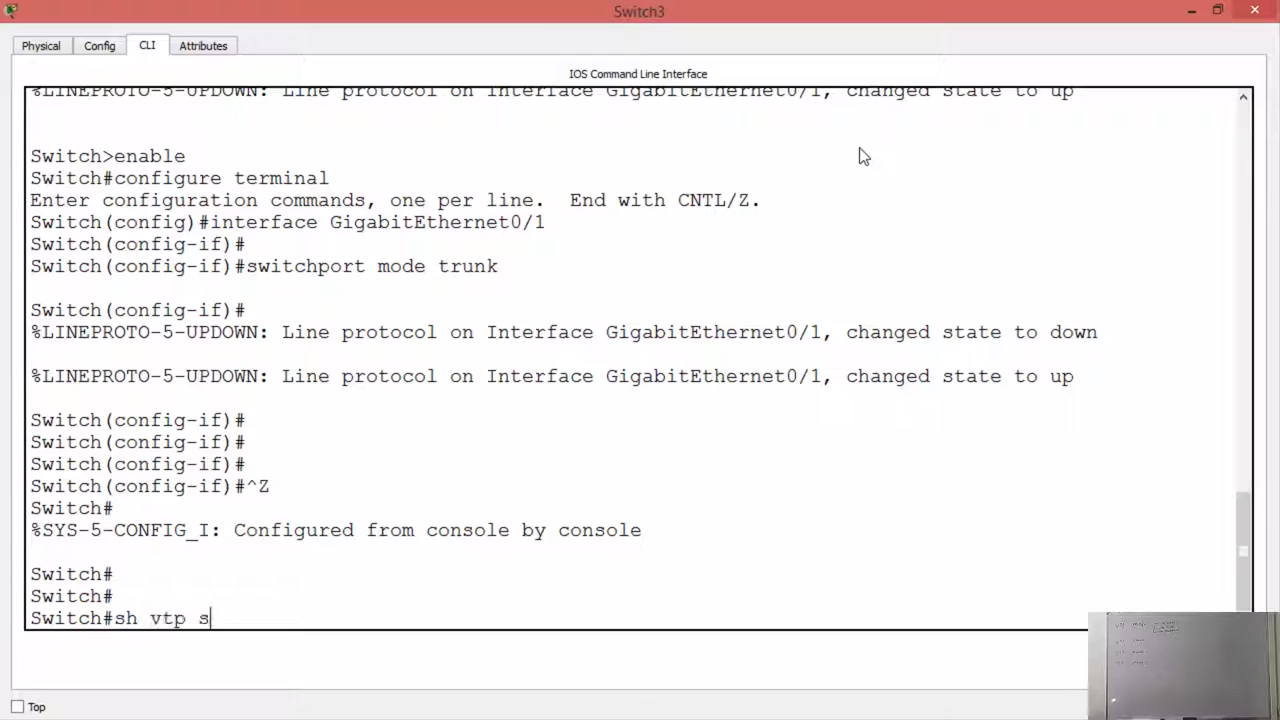 Switch3
Physical
Config
CLI
Attributes
IOS Command Line Interface
%LINEPROTO-5-UPDOWN: Line protocol on Interface GigabitEthernet0/1, changed state to up
Switch>enable
Switch#configure terminal
Enter configuration commands, one per line.  End with CNTL/Z.
Switch(config)#interface GigabitEthernet0/1
Switch(config-if)#
Switch(config-if)#switchport mode trunk
Switch(config-if)#
%LINEPROTO-5-UPDOWN: Line protocol on Interface GigabitEthernet0/1, changed state to down
%LINEPROTO-5-UPDOWN: Line protocol on Interface GigabitEthernet0/1, changed state to up
Switch(config-if)#
Switch(config-if)#
Switch(config-if)#
Switch(config-if)#^Z
Switch#
%SYS-5-CONFIG_I: Configured from console by console
Switch#
Switch#
Switch#sh vtp s
Top